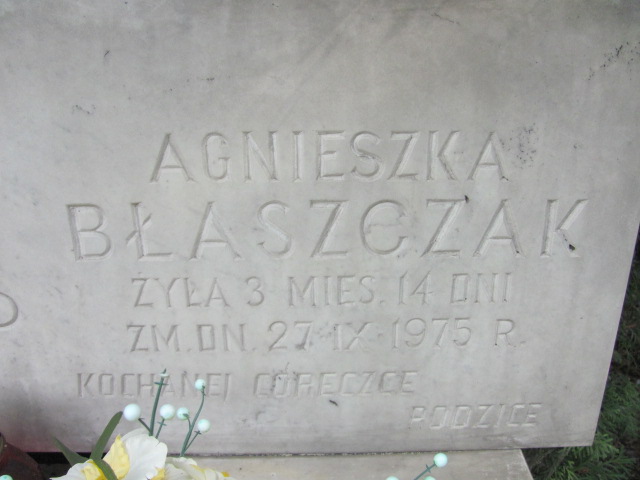 AGNIESZKA
BŁASZCZAK
ŻYŁA 3 MIES. 14 DNI
ZM. DN. 27 IX 1975 R.
KOCHANEJ CÓRECZCE
RODZICE